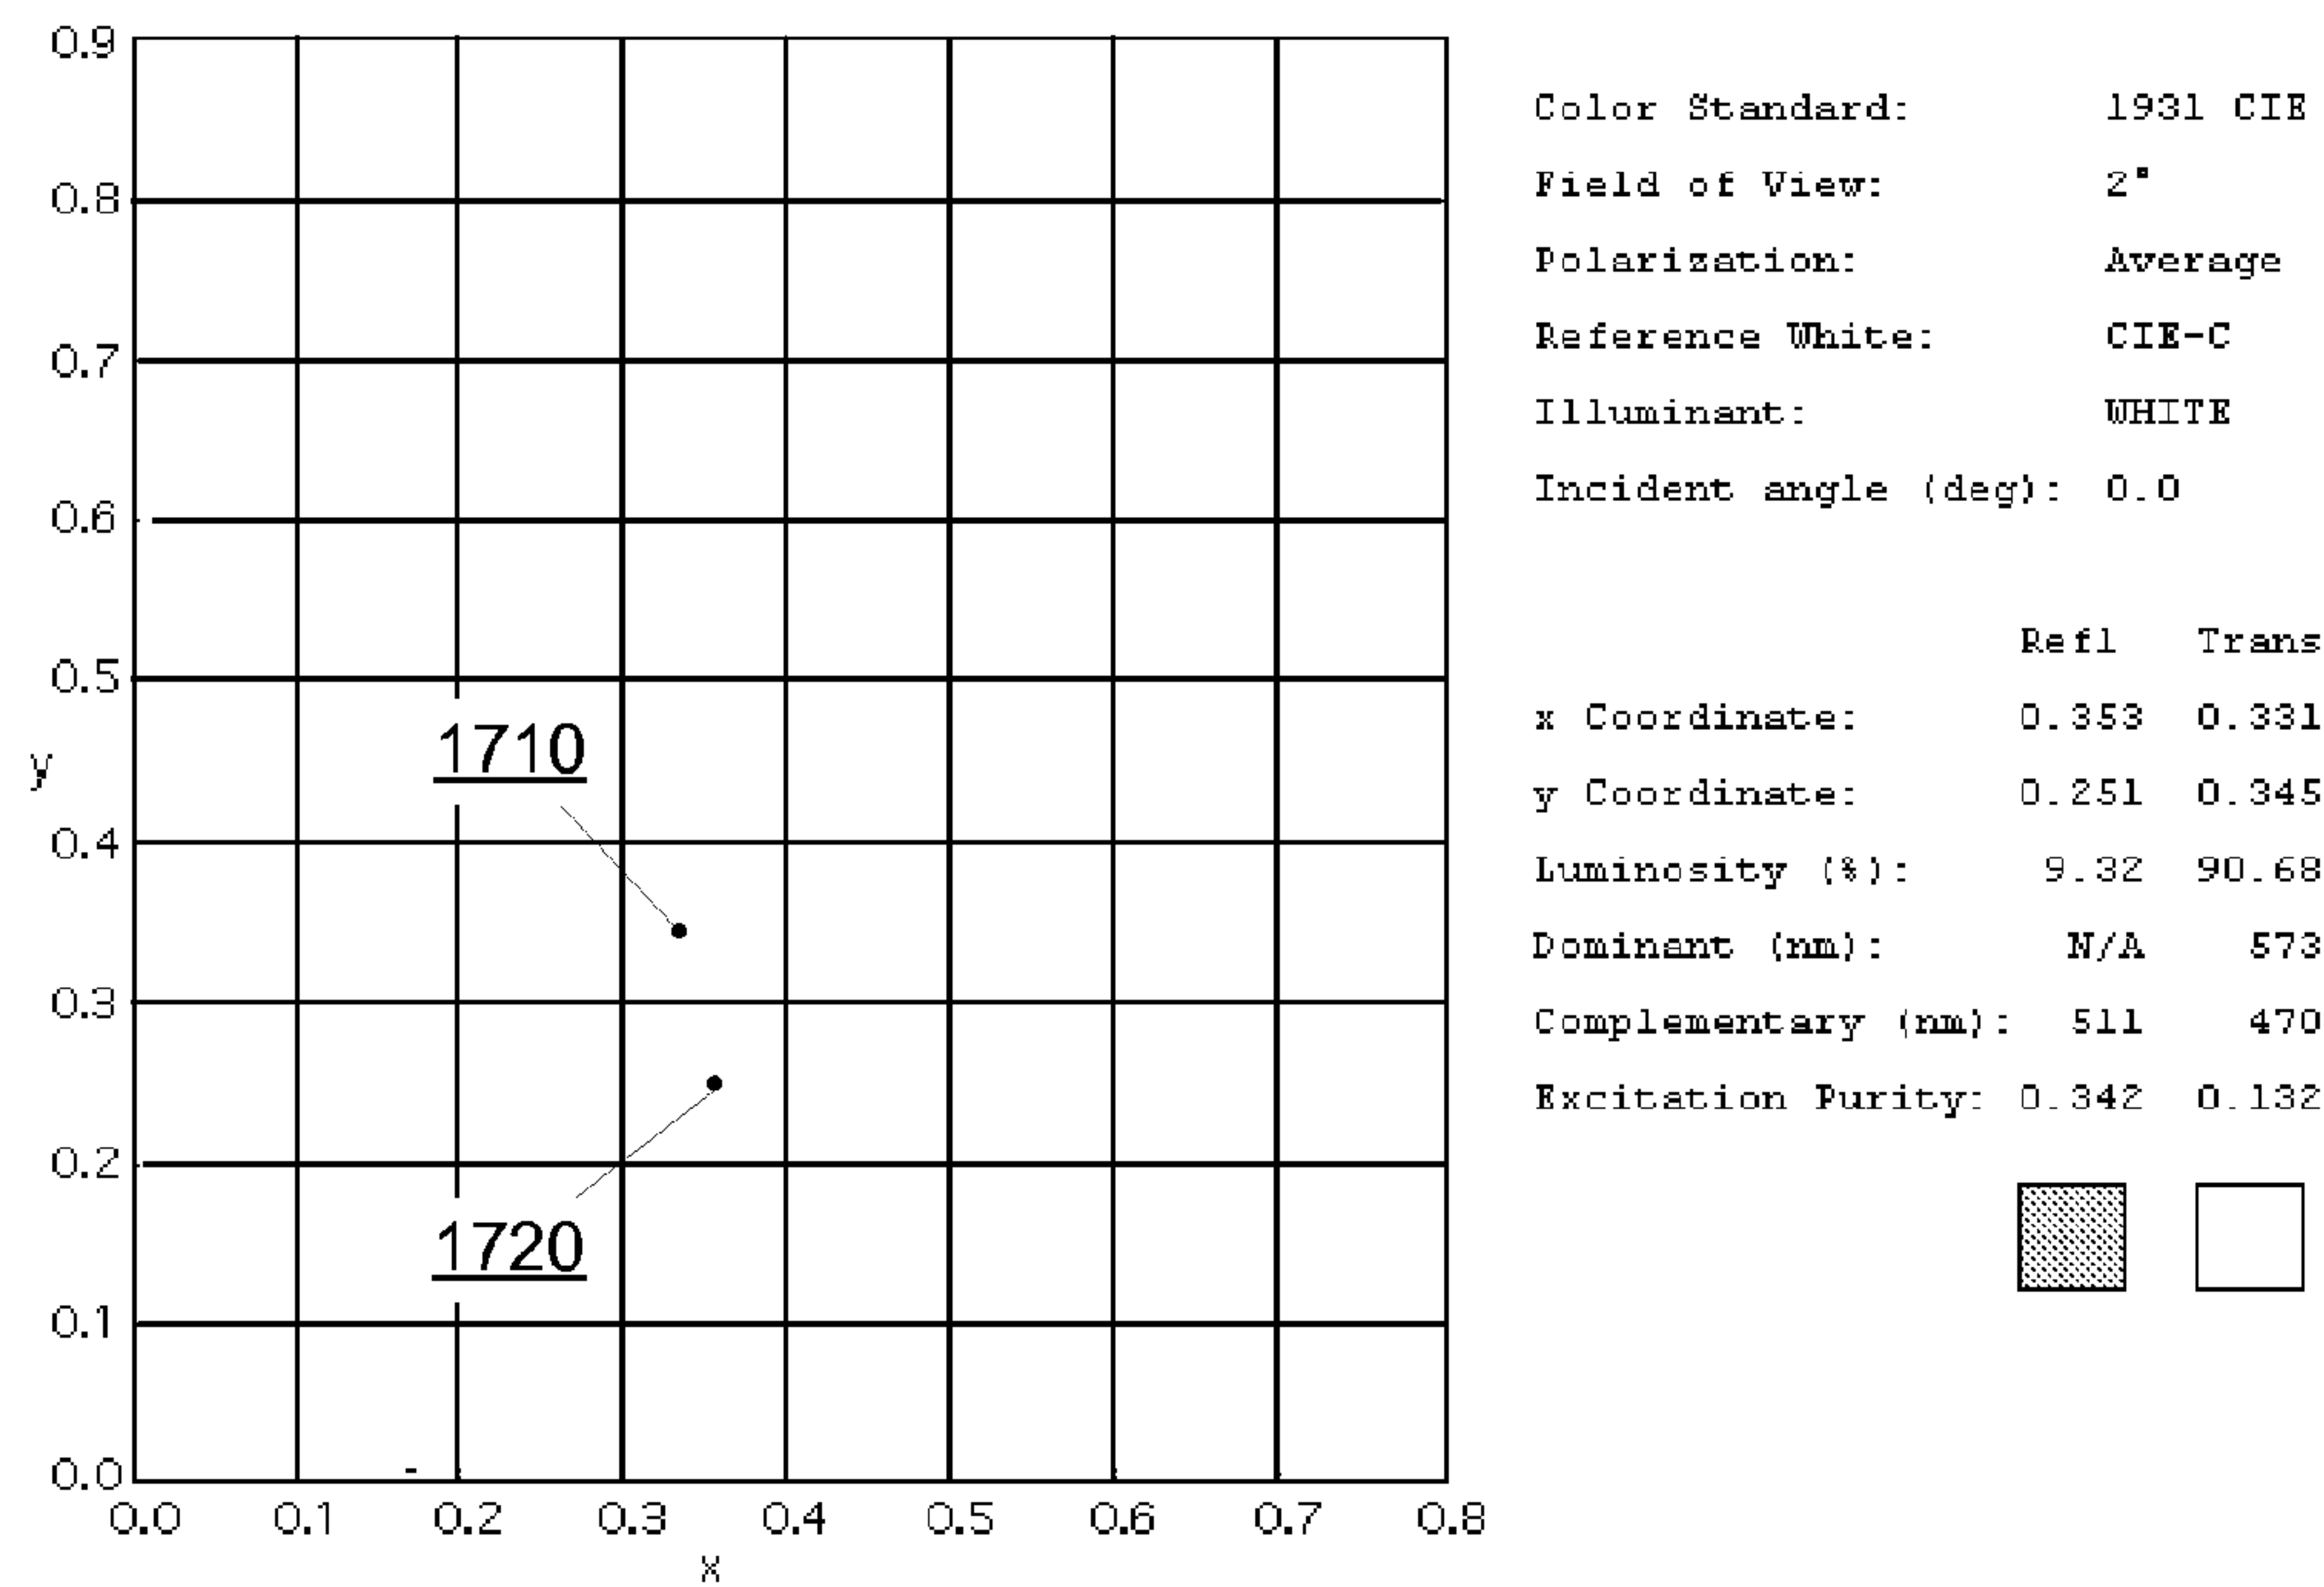 0.9
0.8
0.7
0.6
0.5
y
0.4
0.3
0.2
0.1
0.0
0.0 0.1 0.2 0.3 0.4 0.5 0.6 0.7 0.8
x
1710
1720
Color Standard: 1931 CIE
Field of View: 2°
Polarization: Average
Reference White: CIE-C
Illuminant: WHITE
Incident angle (deg): 0.0
Refl Trans
x Coordinate: 0.353 0.331
y Coordinate: 0.251 0.345
Luminosity (%): 9.32 90.68
Dominant (nm): N/A 573
Complementary (nm): 511 470
Excitation Purity: 0.342 0.132